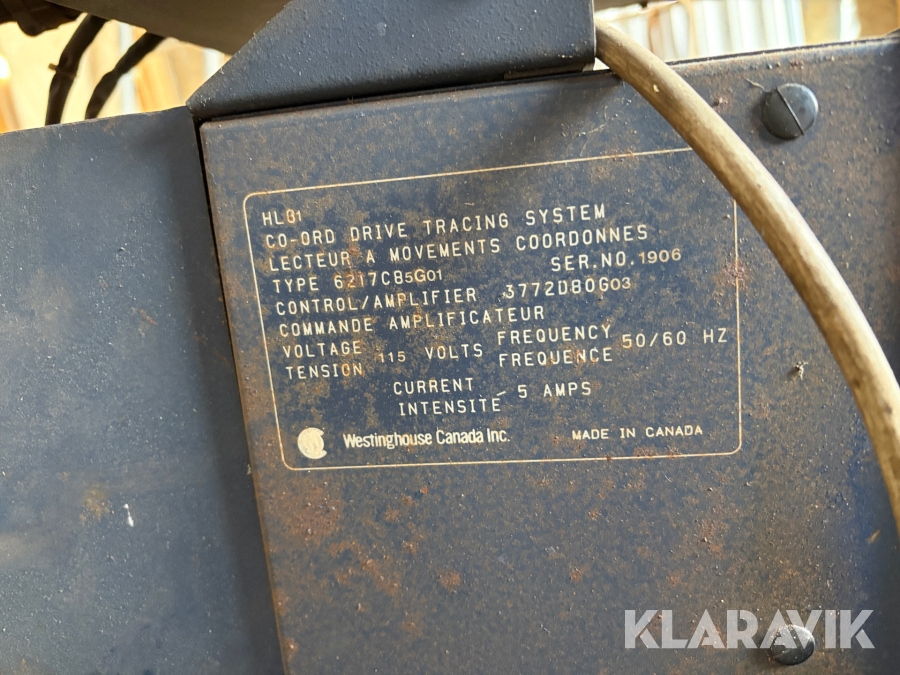 HL81
CO-ORD DRIVE TRACING SYSTEM
LECTEUR A MOVEMENTS COORDONNES
TYPE 6217C85G01 SER.NO.1906
CONTROL/AMPLIFIER 3772D80G03
COMMANDE AMPLIFICATEUR
VOLTAGE
TENSION 115 VOLTS FREQUENCY
FREQUENCE 50/60 HZ
CURRENT
INTENSITE - 5 AMPS
Westinghouse Canada Inc. MADE IN CANADA
KLARAVIK